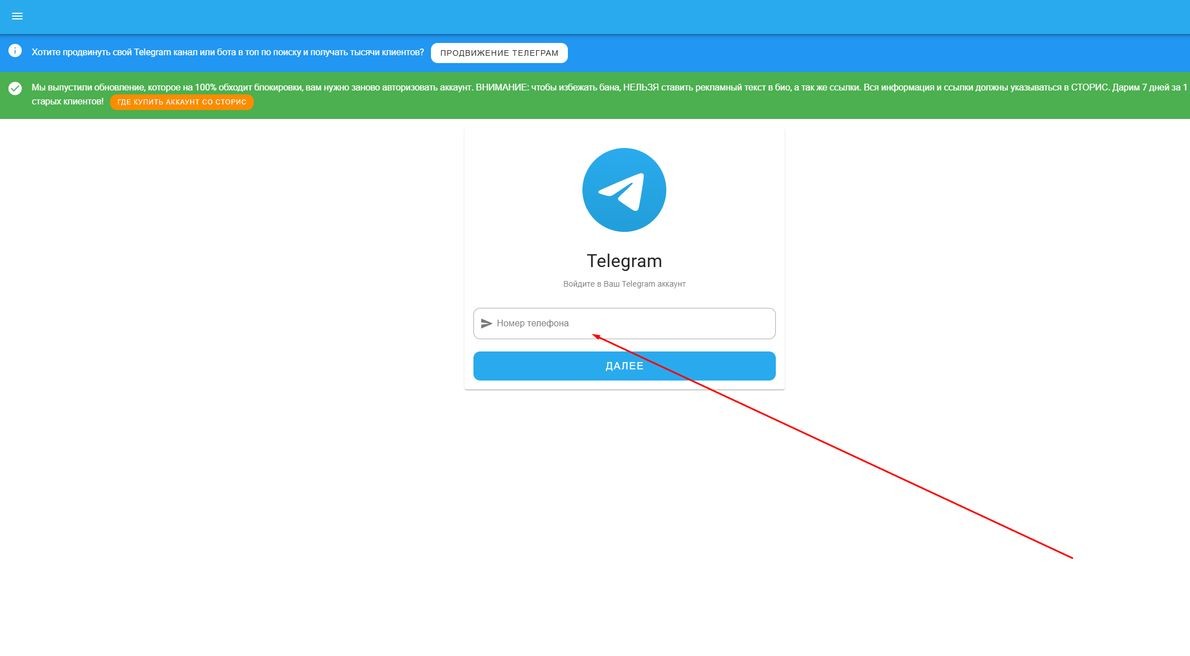 Хотите продвинуть свой Telegram канал или бота в топ по поиску и получать тысячи клиентов? ПРОДВИЖЕНИЕ ТЕЛЕГРАМ
Мы выпустили обновление, которое на 100% обходит блокировки, вам нужно заново авторизовать аккаунт. ВНИМАНИЕ: чтобы избежать бана, НЕЛЬЗЯ ставить рекламный текст в био, а так же ссылки. Вся информация и ссылки должны указываться в СТОРИС. Дарим 7 дней за 1
старых клиентов! ГДЕ КУПИТЬ АККАУНТ СО СТОРИС
Telegram
Войдите в Ваш Telegram аккаунт
Номер телефона
ДАЛЕЕ